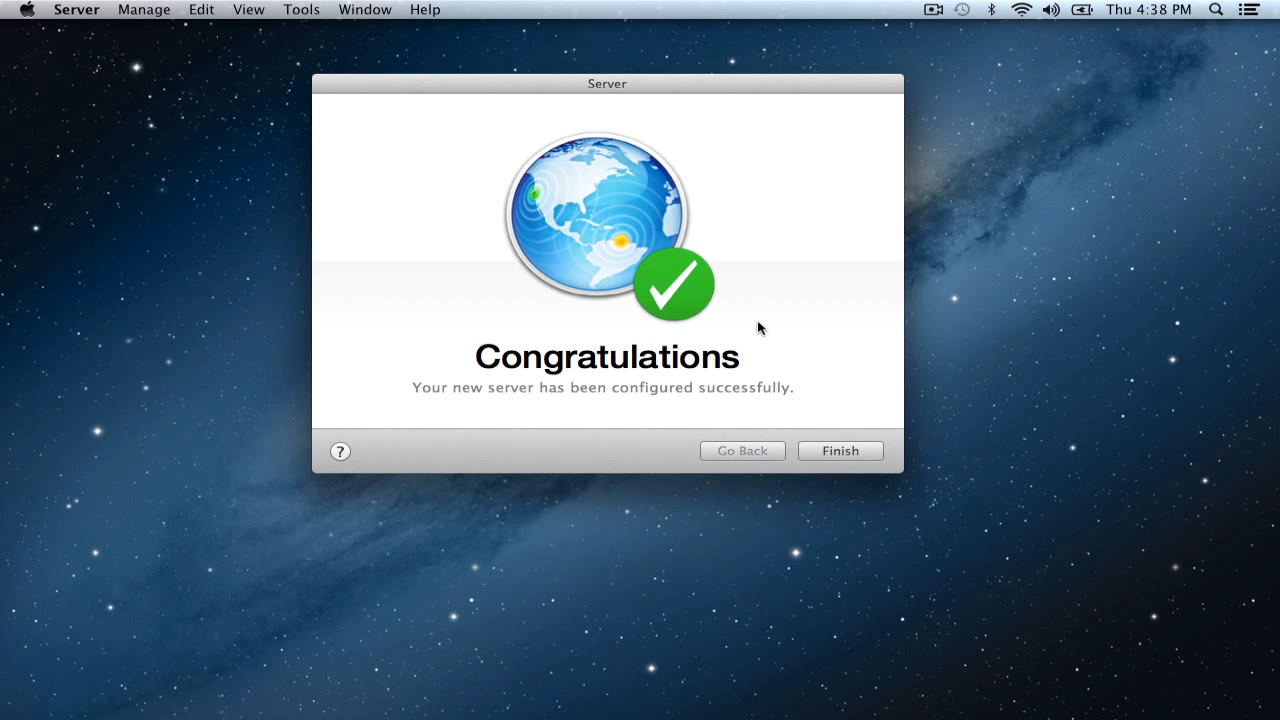 Server Manage Edit View Tools Window Help Thu 4:38 PM
Server
Congratulations
Your new server has been configured successfully.
? Go Back Finish